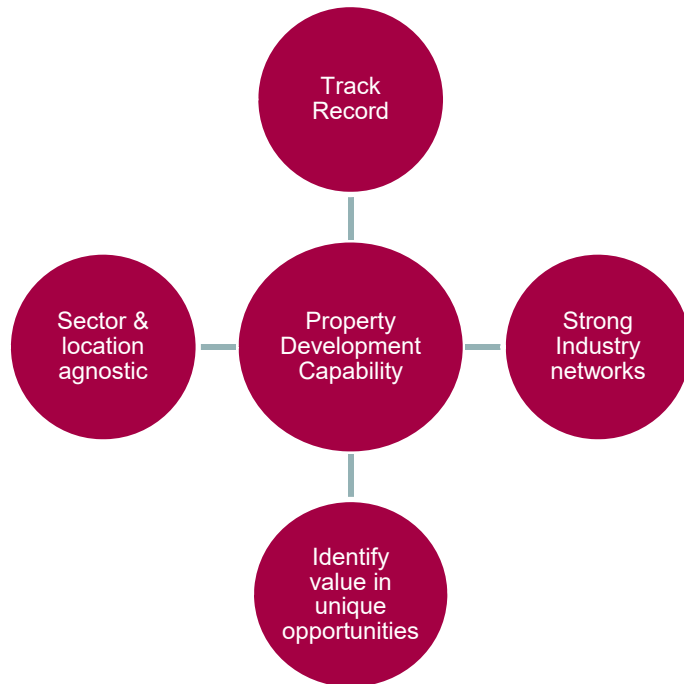 Track
Record
Sector &
location
agnostic
Property
Development
Capability
Strong
Industry
networks
Identify
value in
unique
opportunities